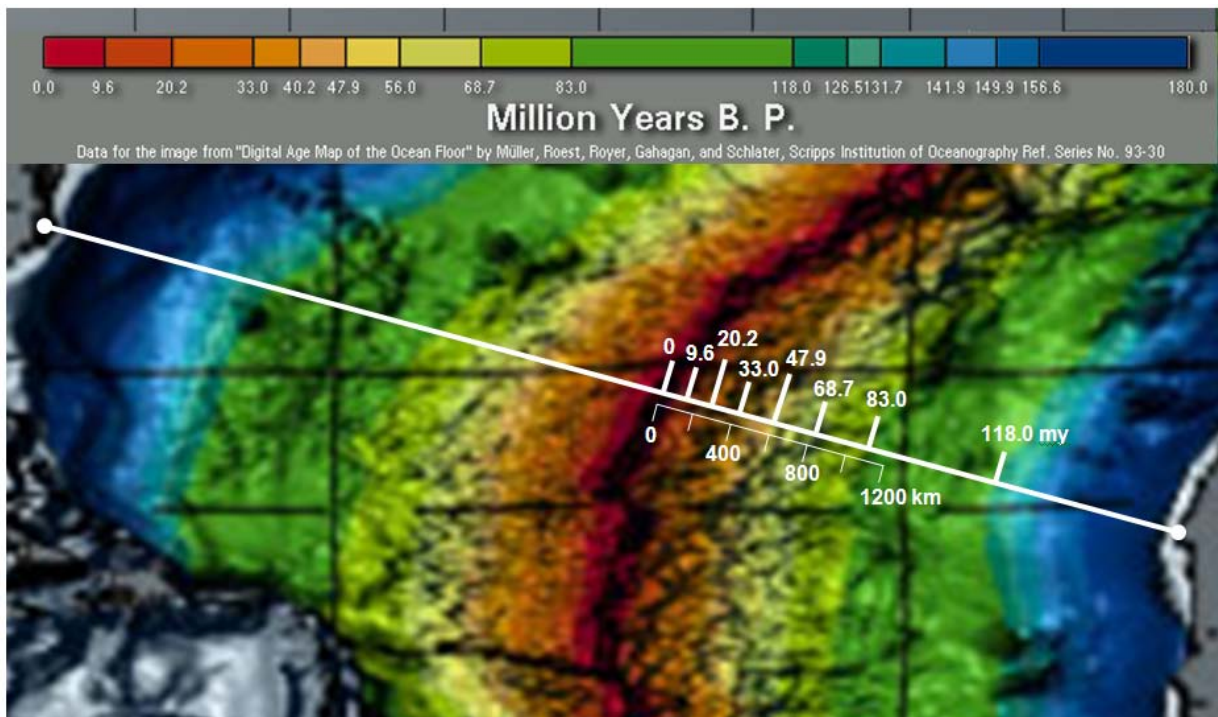 0.0 9.6 20.2 33.0 40.2 47.9 56.0 68.7 83.0 118.0 126.5131.7 141.9 149.9 156.6 180.0
Million Years B. P.
Data for the image from "Digital Age Map of the Ocean Floor" by Müller, Roest, Royer, Gahagan, and Schlater, Scripps Institution of Oceanography Ref. Series No. 93-30
0 9.6 20.2 33.0 47.9 68.7 83.0 118.0 my
0 400 800 1200 km